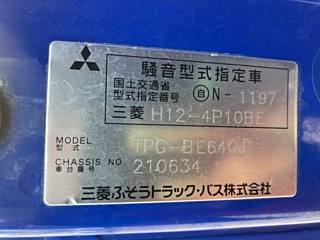 騒音型式指定車
国土交通省
型式指定番号 自N-1197
三菱 H12-4P10BF
MODEL
型式 TPG-BE640J
CHASSIS NO.
車台番号 210634
三菱ふそうトラック・バス株式会社